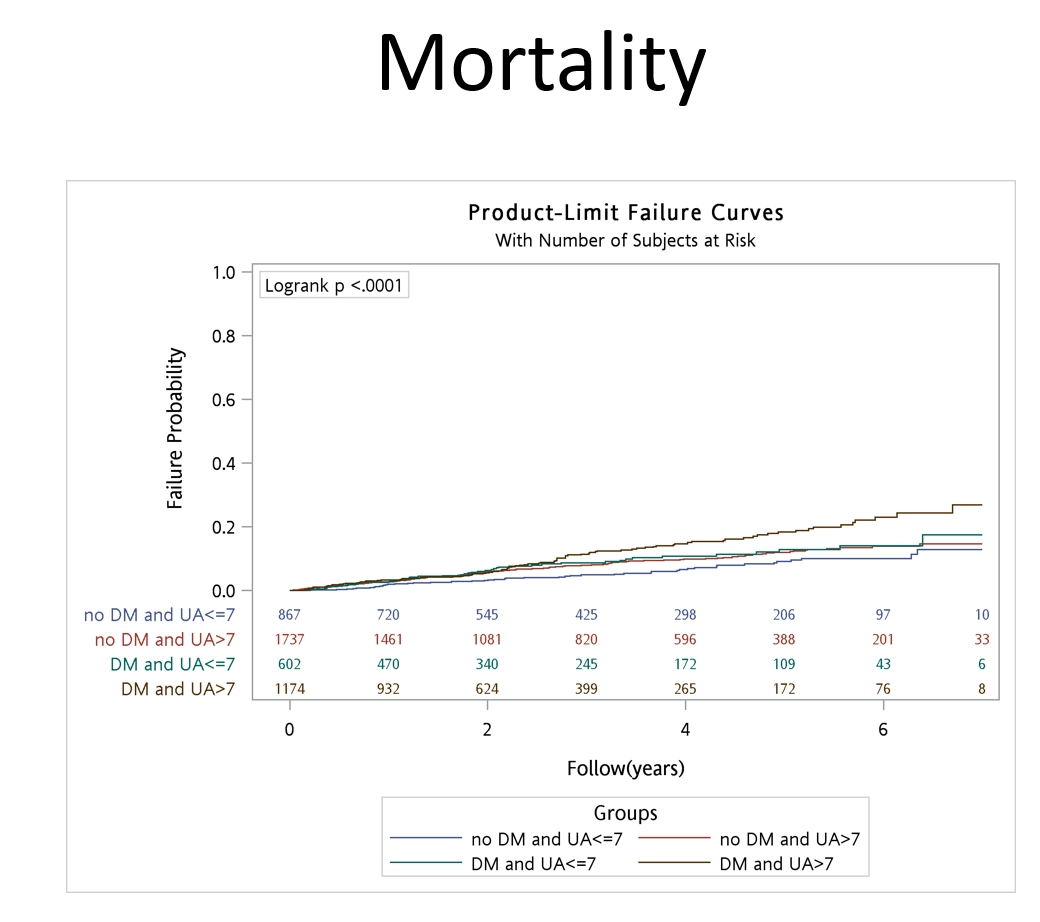 Mortality
Product-Limit Failure Curves
With Number of Subjects at Risk
Logrank p <.0001
Failure Probability
1.0
0.8
0.6
0.4
0.2
0.0
no DM and UA<=7 867 720 545 425 298 206 97 10
no DM and UA>7 1737 1461 1081 820 596 388 201 33
DM and UA<=7 602 470 340 245 172 109 43 6
DM and UA>7 1174 932 624 399 265 172 76 8
0 2 4 6
Follow(years)
Groups
no DM and UA<=7 no DM and UA>7
DM and UA<=7 DM and UA>7